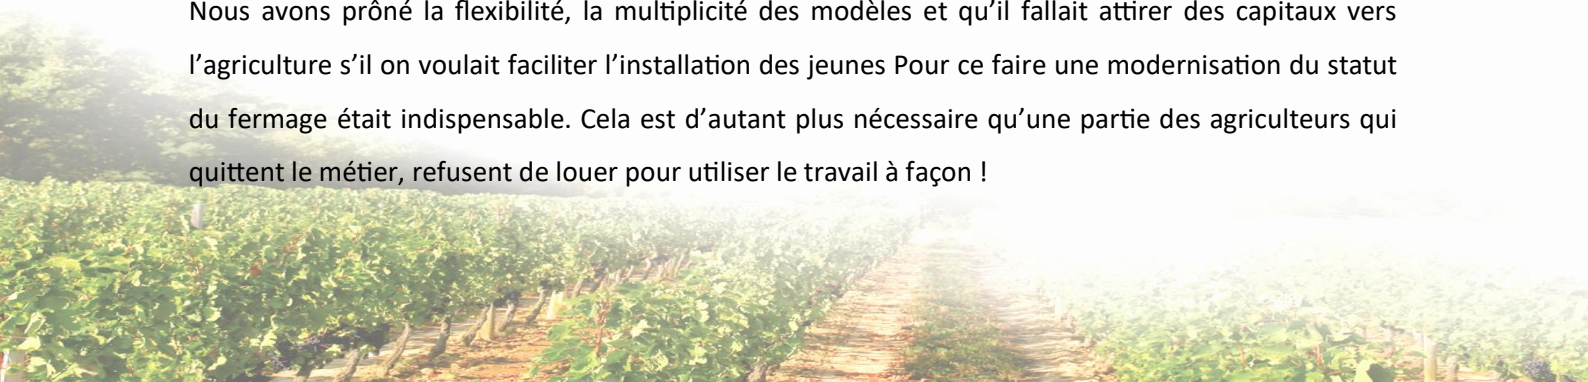 Nous avons prôné la flexibilité, la multiplicité des modèles et qu’il fallait attirer des capitaux vers
l’agriculture s’il on voulait faciliter l’installation des jeunes Pour ce faire une modernisation du statut
du fermage était indispensable. Cela est d’autant plus nécessaire qu’une partie des agriculteurs qui
quittent le métier, refusent de louer pour utiliser le travail à façon !